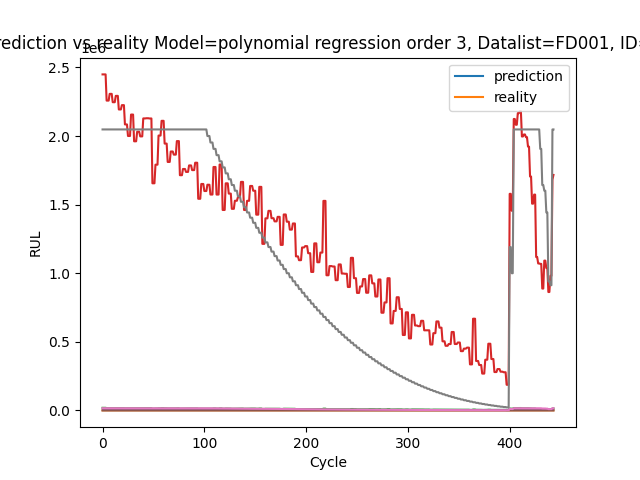 rediction vs reality Model=polynomial regression order 3, Datalist=FD001, ID=
1e6
2.5
2.0
1.5
1.0
0.5
0.0
RUL
prediction
reality
0 100 200 300 400
Cycle